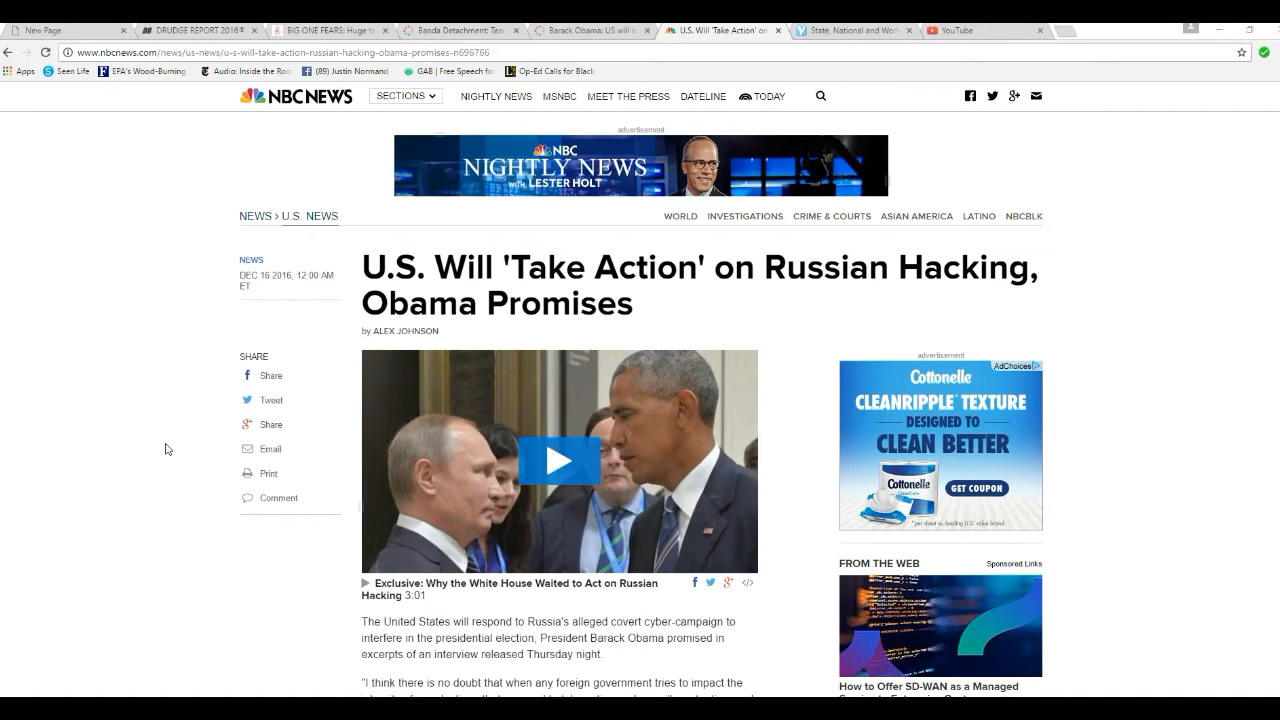 New Page
DRUDGE REPORT 2016®
BIG ONE FEARS: Huge to
Banda Detachment: Tear
Barack Obama: US will a
U.S. Will 'Take Action' on
State, National and Worl
YouTube
www.nbcnews.com/news/us-news/u-s-will-take-action-russian-hacking-obama-promises-n696766
Apps
Seen Life
EPA's Wood-Burning
Audio: Inside the Roo
(89) Justin Normand -
GAB | Free Speech fo
Op-Ed Calls for Black
NBC NEWS
SECTIONS
NIGHTLY NEWS
MSNBC
MEET THE PRESS
DATELINE
TODAY
advertisement
NBC
NIGHTLY NEWS
WITH LESTER HOLT
NEWS > U.S. NEWS
WORLD
INVESTIGATIONS
CRIME & COURTS
ASIAN AMERICA
LATINO
NBCBLK
NEWS
DEC 16 2016, 12:00 AM
ET
U.S. Will 'Take Action' on Russian Hacking,
Obama Promises
by ALEX JOHNSON
SHARE
Share
Tweet
Share
Email
Print
Comment
Exclusive: Why the White House Waited to Act on Russian
Hacking 3:01
The United States will respond to Russia's alleged covert cyber-campaign to
interfere in the presidential election, President Barack Obama promised in
excerpts of an interview released Thursday night.
"I think there is no doubt that when any foreign government tries to impact the
advertisement
AdChoices
Cottonelle
CLEANRIPPLE TEXTURE
DESIGNED TO
CLEAN BETTER
Cottonelle
GET COUPON
*per sheet vs. leading U.S. value brand
FROM THE WEB
Sponsored Links
How to Offer SD-WAN as a Managed